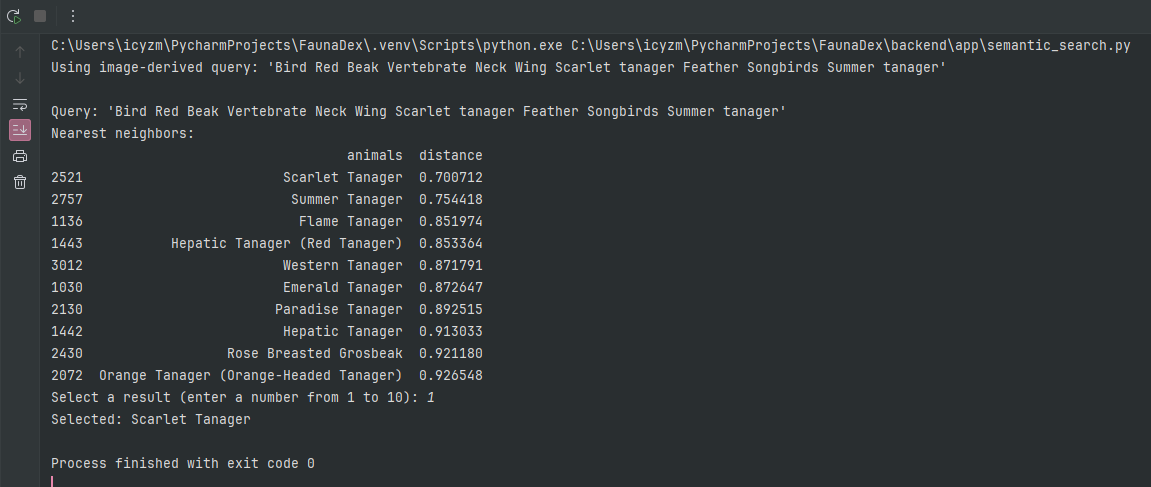 C:\Users\icyzm\PycharmProjects\FaunaDex\.venv\Scripts\python.exe C:\Users\icyzm\PycharmProjects\FaunaDex\backend\app\semantic_search.py
Using image-derived query: 'Bird Red Beak Vertebrate Neck Wing Scarlet tanager Feather Songbirds Summer tanager'
Query: 'Bird Red Beak Vertebrate Neck Wing Scarlet tanager Feather Songbirds Summer tanager'
Nearest neighbors:
animals distance
2521 Scarlet Tanager 0.700712
2757 Summer Tanager 0.754418
1136 Flame Tanager 0.851974
1443 Hepatic Tanager (Red Tanager) 0.853364
3012 Western Tanager 0.871791
1030 Emerald Tanager 0.872647
2130 Paradise Tanager 0.892515
1442 Hepatic Tanager 0.913033
2430 Rose Breasted Grosbeak 0.921180
2072 Orange Tanager (Orange-Headed Tanager) 0.926548
Select a result (enter a number from 1 to 10): 1
Selected: Scarlet Tanager
Process finished with exit code 0